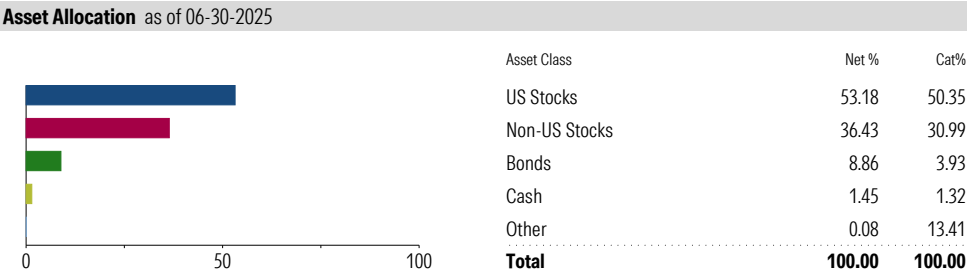 Asset Allocation as of 06-30-2025
Asset Class Net % Cat%
US Stocks 53.18 50.35
Non-US Stocks 36.43 30.99
Bonds 8.86 3.93
Cash 1.45 1.32
Other 0.08 13.41
0 50 100
Total 100.00 100.00